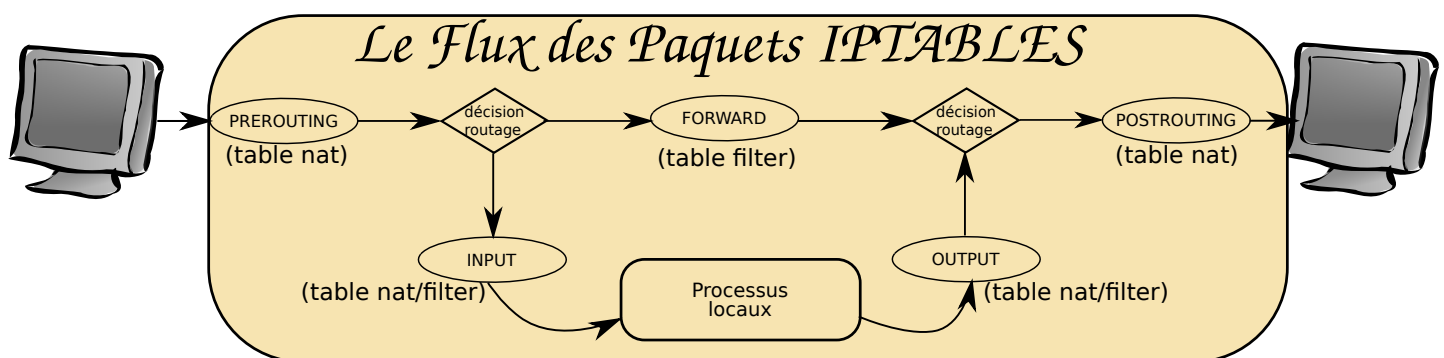 Le Flux des Paquets IPTABLES
PREROUTING
(table nat)
décision
routage
FORWARD
(table filter)
décision
routage
POSTROUTING
(table nat)
INPUT
(table nat/filter)
Processus
locaux
OUTPUT
(table nat/filter)